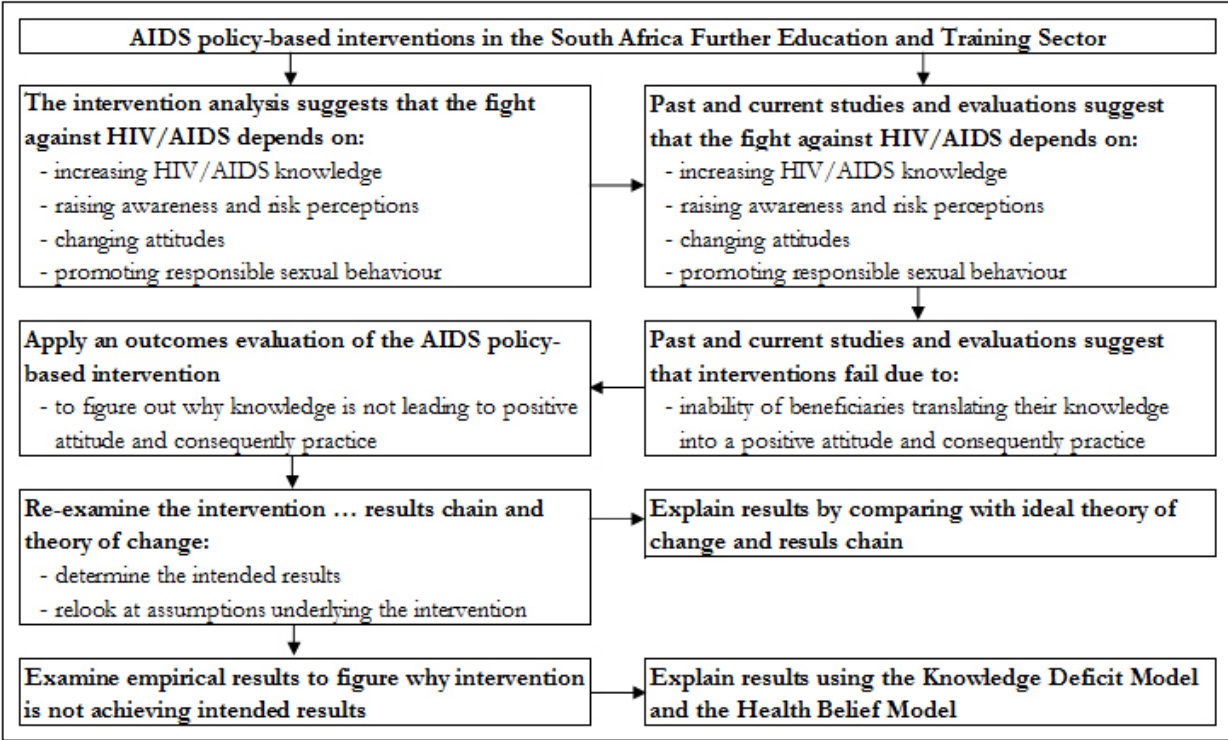 AIDS policy-based interventions in the South Africa Further Education and Training Sector
The intervention analysis suggests that the fight
against HIV/AIDS depends on:
- increasing HIV/AIDS knowledge
- raising awareness and risk perceptions
- changing attitudes
- promoting responsible sexual behaviour
Past and current studies and evaluations suggest
that the fight against HIV/AIDS depends on:
- increasing HIV/AIDS knowledge
- raising awareness and risk perceptions
- changing attitudes
- promoting responsible sexual behaviour
Apply an outcomes evaluation of the AIDS policy-
based intervention
- to figure out why knowledge is not leading to positive
attitude and consequently practice
Past and current studies and evaluations suggest
that interventions fail due to:
- inability of beneficiaries translating their knowledge
into a positive attitude and consequently practice
Re-examine the intervention … results chain and
theory of change:
- determine the intended results
- relook at assumptions underlying the intervention
Explain results by comparing with ideal theory of
change and resuls chain
Examine empirical results to figure why intervention
is not achieving intended results
Explain results using the Knowledge Deficit Model
and the Health Belief Model